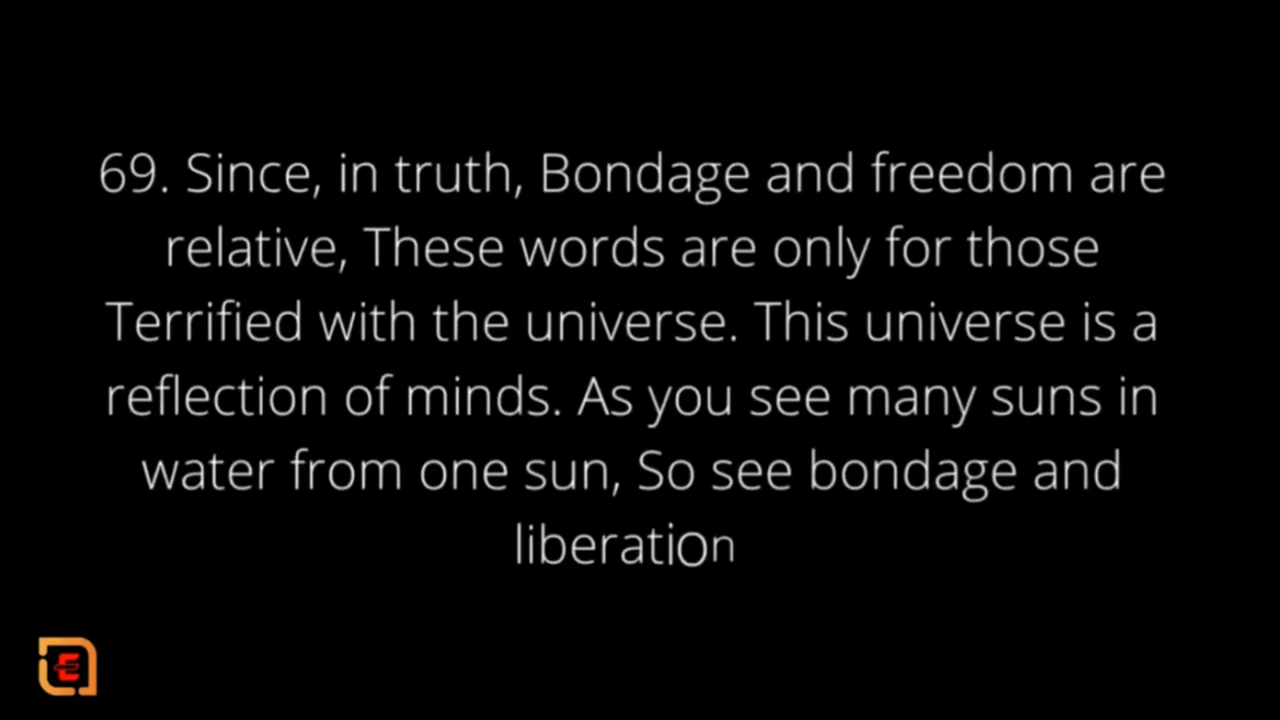 69. Since, in truth, Bondage and freedom are
relative, These words are only for those
Terrified with the universe. This universe is a
reflection of minds. As you see many suns in
water from one sun, So see bondage and
liberation
E